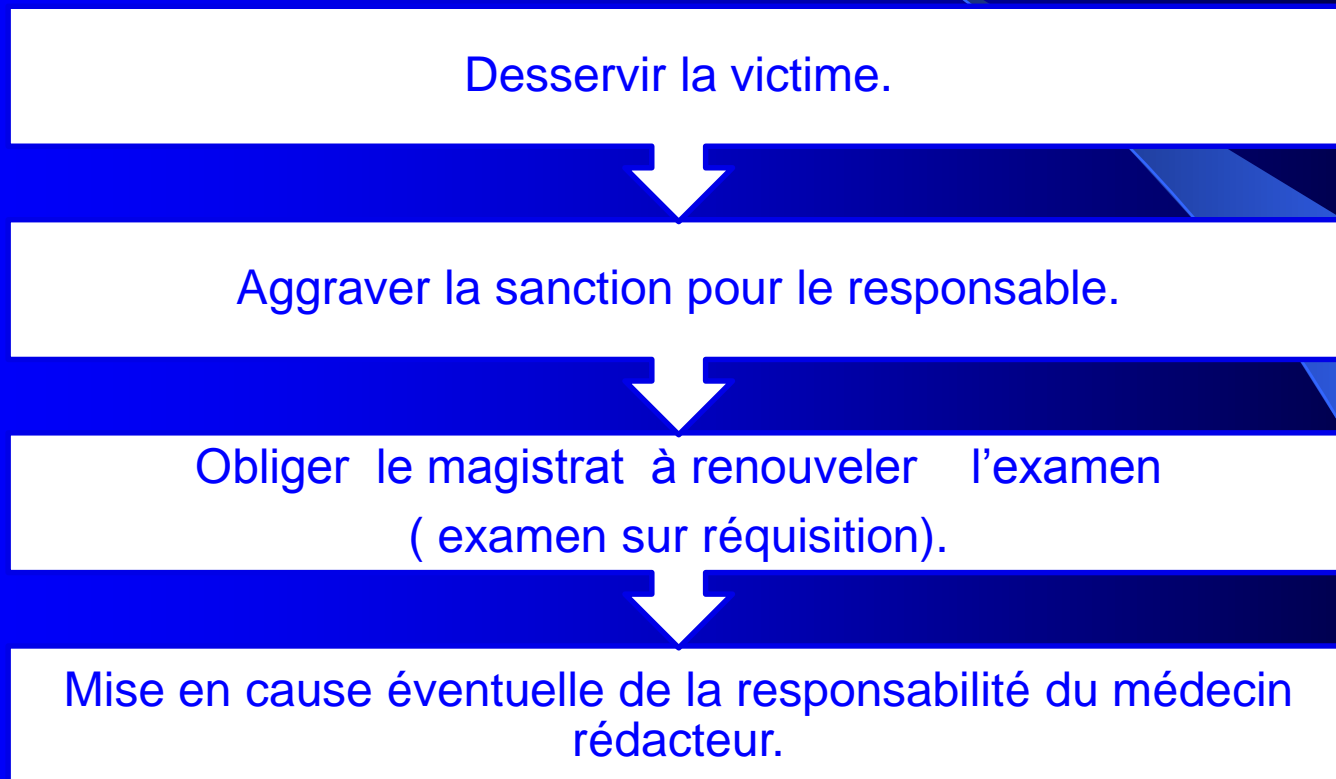 Desservir la victime.
Aggraver la sanction pour le responsable.
Obliger le magistrat à renouveler l’examen
( examen sur réquisition).
Mise en cause éventuelle de la responsabilité du médecin
rédacteur.